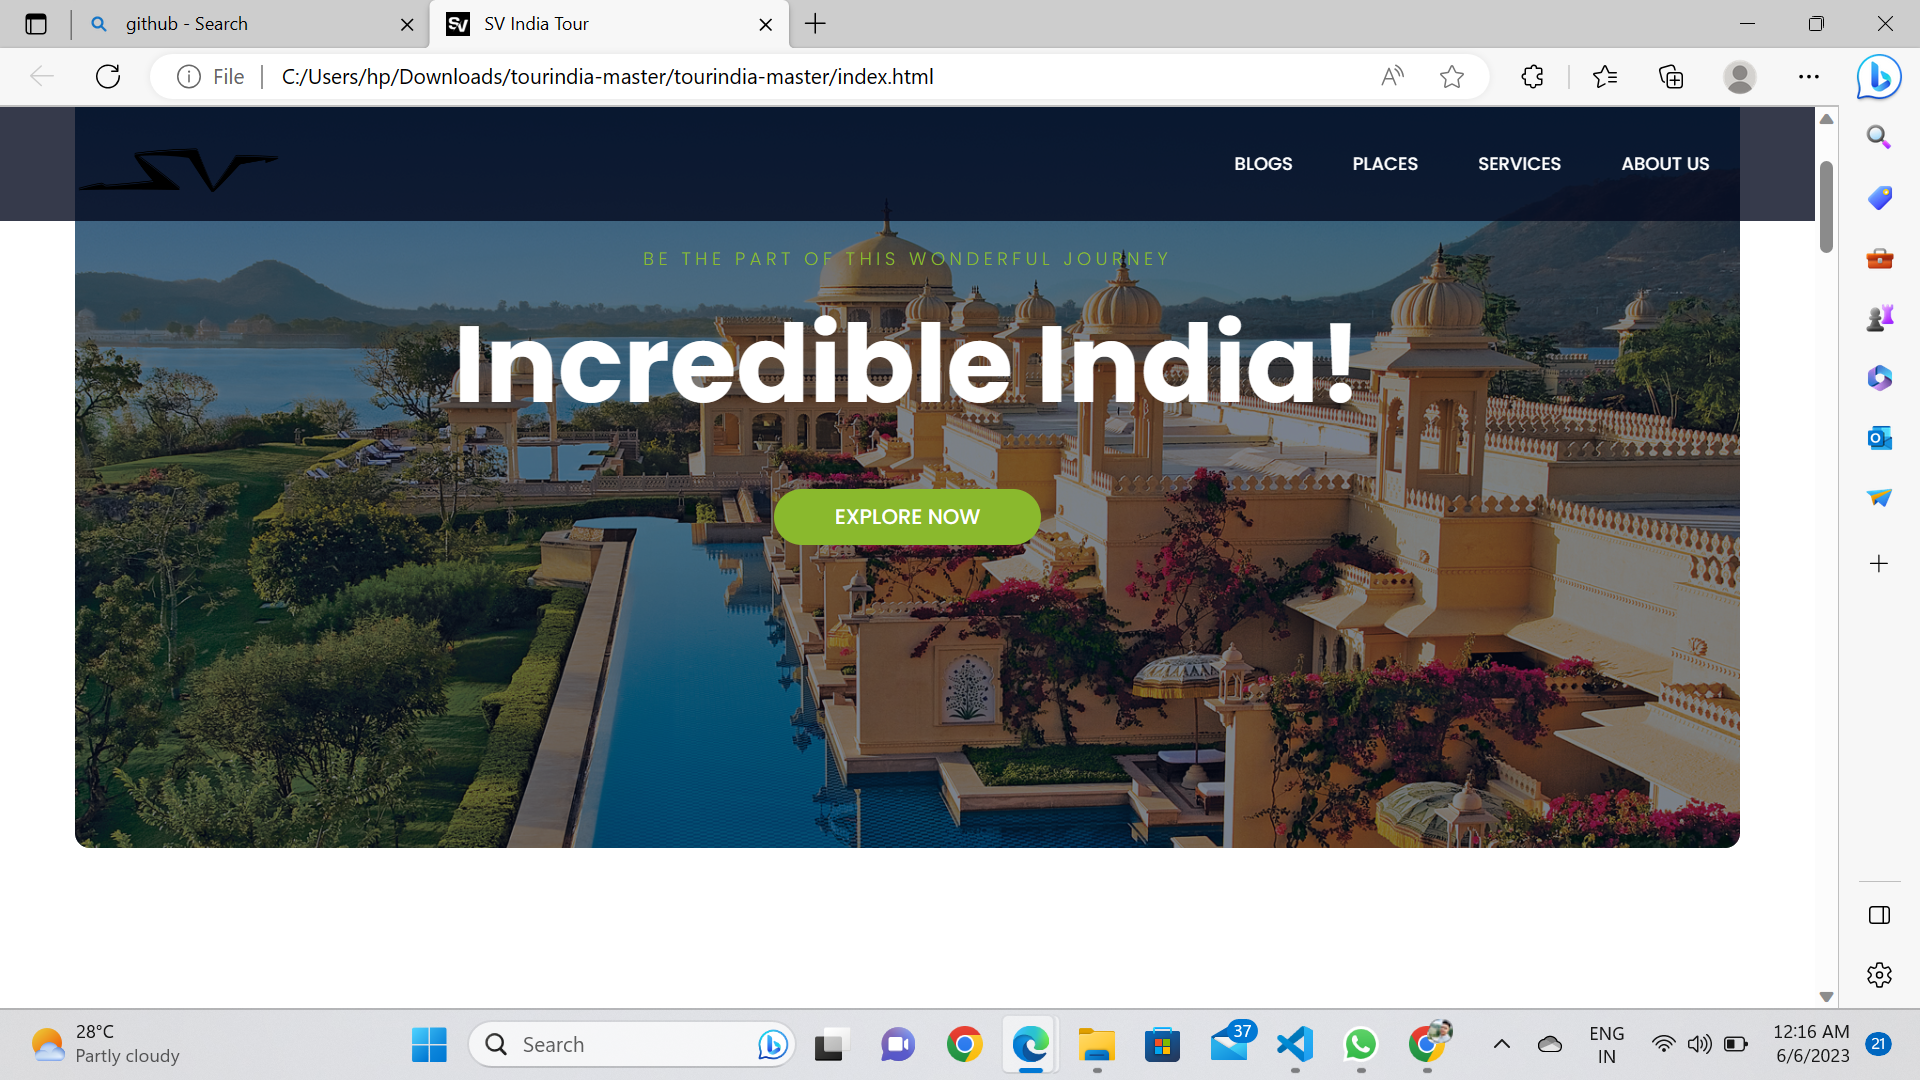 github - Search
SV SV India Tour
File C:/Users/hp/Downloads/tourindia-master/tourindia-master/index.html
SV
BLOGS PLACES SERVICES ABOUT US
BE THE PART OF THIS WONDERFUL JOURNEY
Incredible India!
EXPLORE NOW
28°C
Partly cloudy
Search
37
ENG
IN
12:16 AM
6/6/2023
21